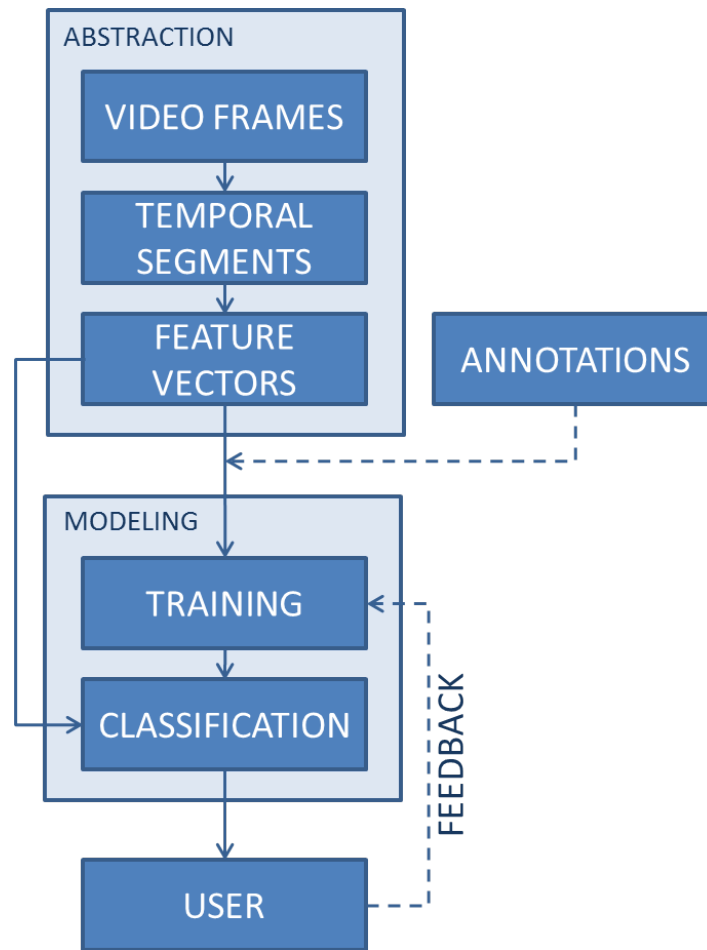 ABSTRACTION
VIDEO FRAMES
TEMPORAL
SEGMENTS
FEATURE
VECTORS
ANNOTATIONS
MODELING
TRAINING
CLASSIFICATION
FEEDBACK
USER